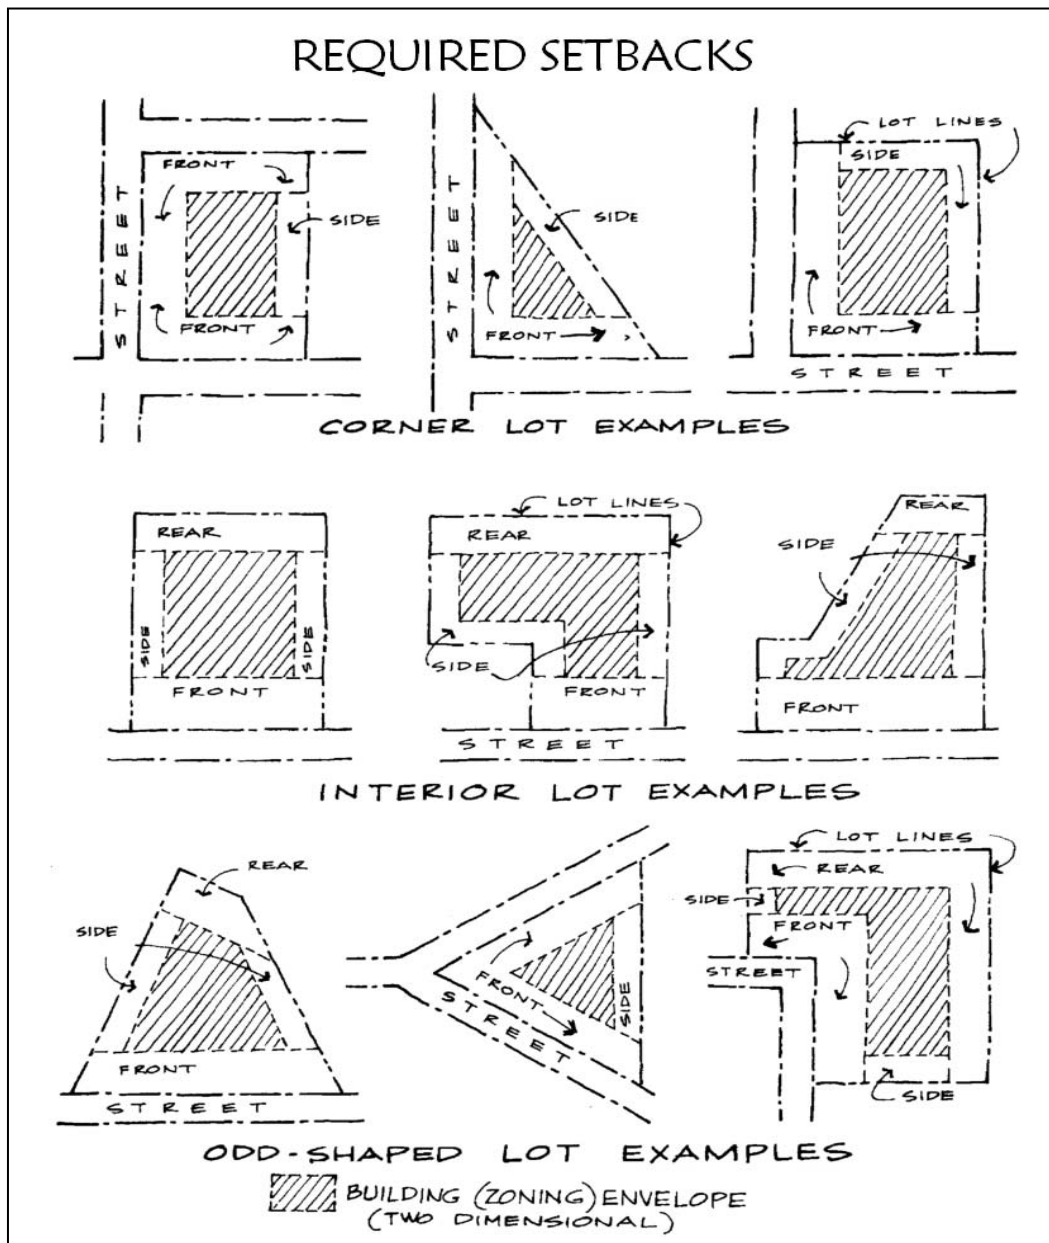 REQUIRED SETBACKS
FRONT
SIDE
STREET
FRONT
SIDE
STREET
FRONT
LOT LINES
SIDE
FRONT
STREET
CORNER LOT EXAMPLES
REAR
SIDE
SIDE
FRONT
LOT LINES
REAR
SIDE
FRONT
STREET
REAR
SIDE
FRONT
INTERIOR LOT EXAMPLES
REAR
SIDE
FRONT
STREET
FRONT
STREET
SIDE
LOT LINES
REAR
SIDE
FRONT
STREET
SIDE
ODD-SHAPED LOT EXAMPLES
BUILDING (ZONING) ENVELOPE
(TWO DIMENSIONAL)